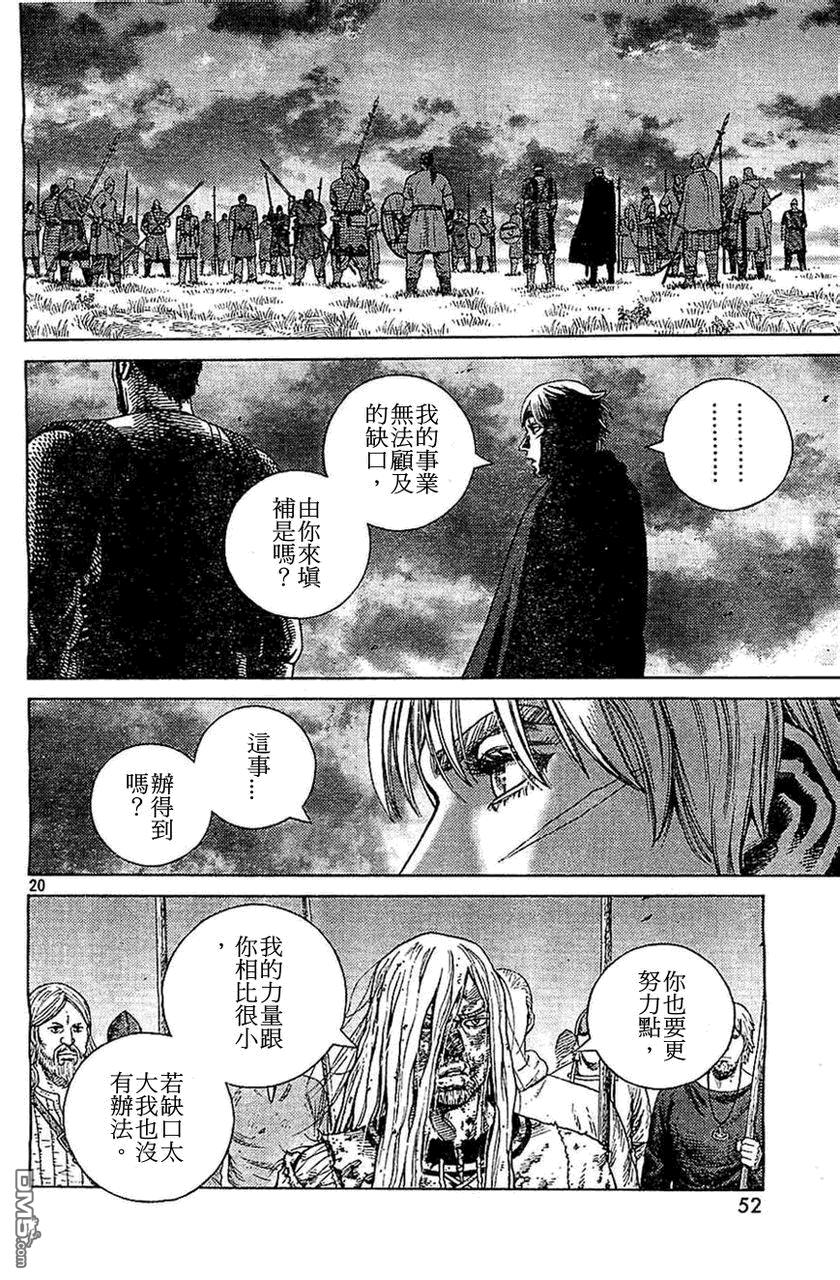 ⋯⋯⋯
⋯⋯⋯
我的事業
無法顧及
的缺口，
由你來填
補是嗎？
這事…
辦得到
嗎？
20
你也要更
努力點，
我的力量跟
你相比很小
，
若缺口太
大我也沒
有辦法。
52
DM5.com